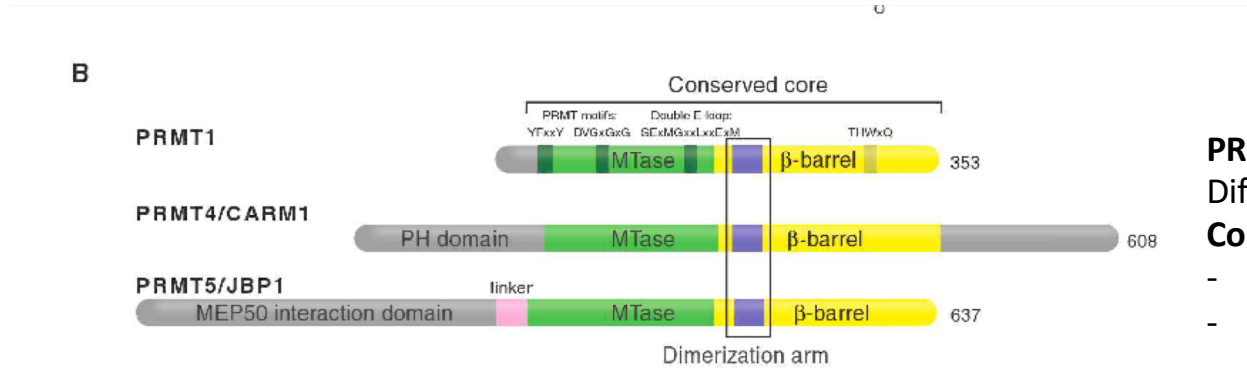 B
Conserved core
PRMT motifs: Double E loop:
YFxxY DVGxGxG SExMGxxLxxExM THWxQ
PRMT1
MTase β-barrel 353
PRMT4/CARM1
PH domain MTase β-barrel 608
PRMT5/JBP1
linker
MEP50 interaction domain MTase β-barrel 637
Dimerization arm
PR
Dif
Co
-
-